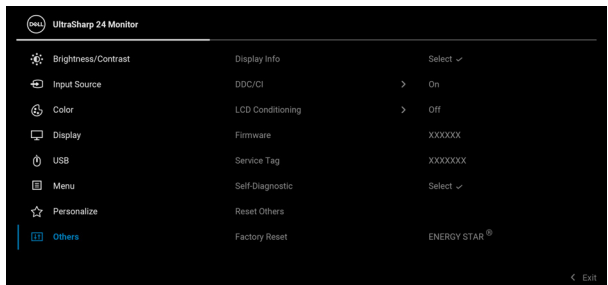 DELL UltraSharp 24 Monitor
Brightness/Contrast Display Info Select ✓
Input Source DDC/CI > On
Color LCD Conditioning > Off
Display Firmware XXXXXX
USB Service Tag XXXXXXX
Menu Self-Diagnostic Select ✓
Personalize Reset Others
Others Factory Reset ENERGY STAR®
< Exit